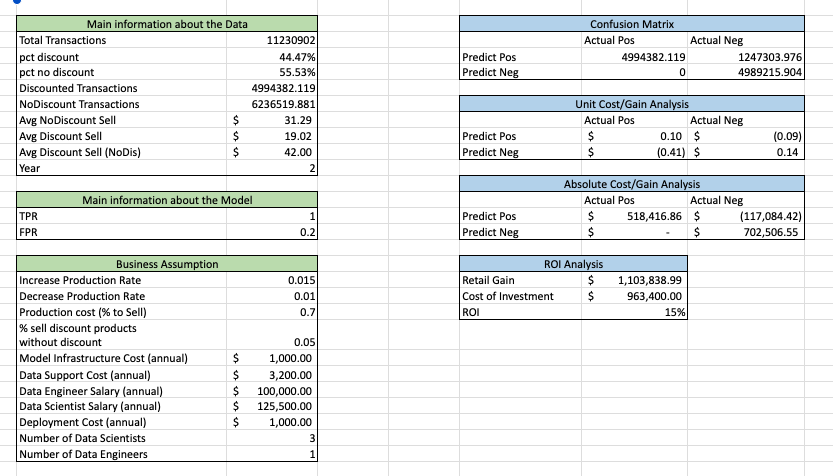 Main information about the Data
Total Transactions 11230902
pct discount 44.47%
pct no discount 55.53%
Discounted Transactions 4994382.119
NoDiscount Transactions 6236519.881
Avg NoDiscount Sell $ 31.29
Avg Discount Sell $ 19.02
Avg Discount Sell (NoDis) $ 42.00
Year 2
Main information about the Model
TPR 1
FPR 0.2
Business Assumption
Increase Production Rate 0.015
Decrease Production Rate 0.01
Production cost (% to Sell) 0.7
% sell discount products
without discount 0.05
Model Infrastructure Cost (annual) $ 1,000.00
Data Support Cost (annual) $ 3,200.00
Data Engineer Salary (annual) $ 100,000.00
Data Scientist Salary (annual) $ 125,500.00
Deployment Cost (annual) $ 1,000.00
Number of Data Scientists 3
Number of Data Engineers 1
Confusion Matrix
Actual Pos Actual Neg
Predict Pos 4994382.119 1247303.976
Predict Neg 0 4989215.904
Unit Cost/Gain Analysis
Actual Pos Actual Neg
Predict Pos $ 0.10 $ (0.09)
Predict Neg $ (0.41) $ 0.14
Absolute Cost/Gain Analysis
Actual Pos Actual Neg
Predict Pos $ 518,416.86 $ (117,084.42)
Predict Neg $ - $ 702,506.55
ROI Analysis
Retail Gain $ 1,103,838.99
Cost of Investment $ 963,400.00
ROI 15%